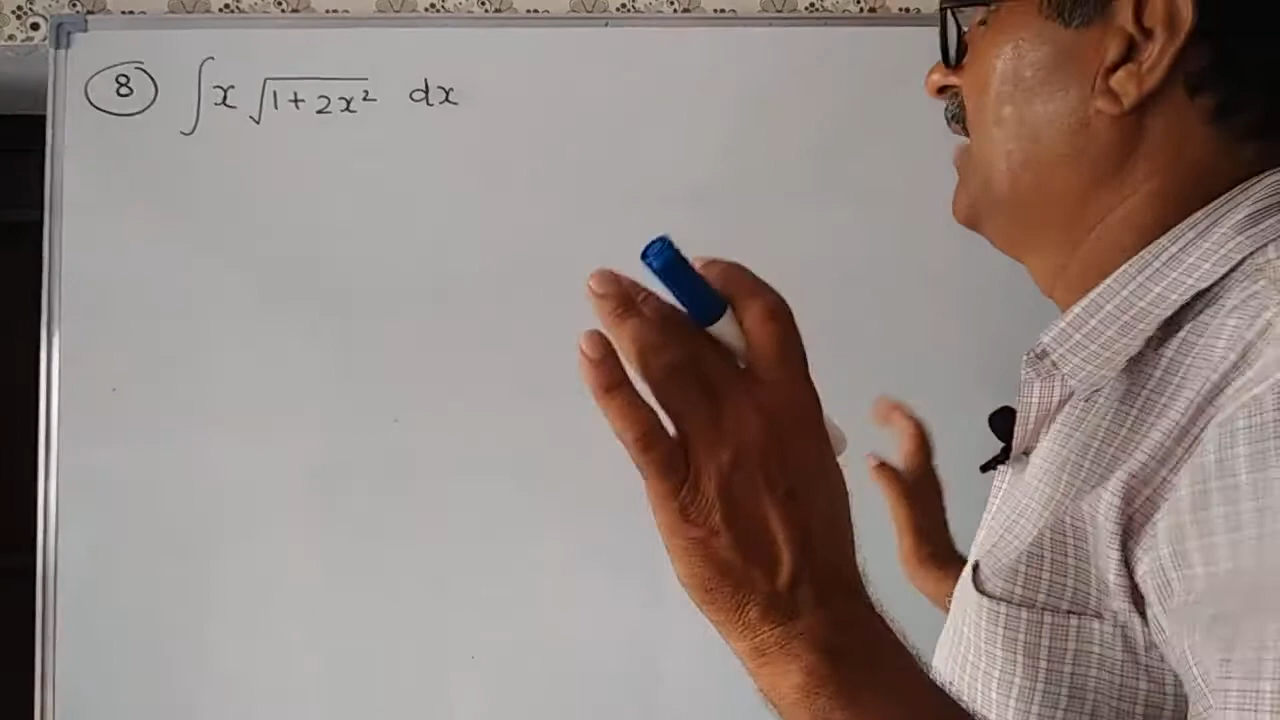 8 ∫ x √(1+2x²) dx